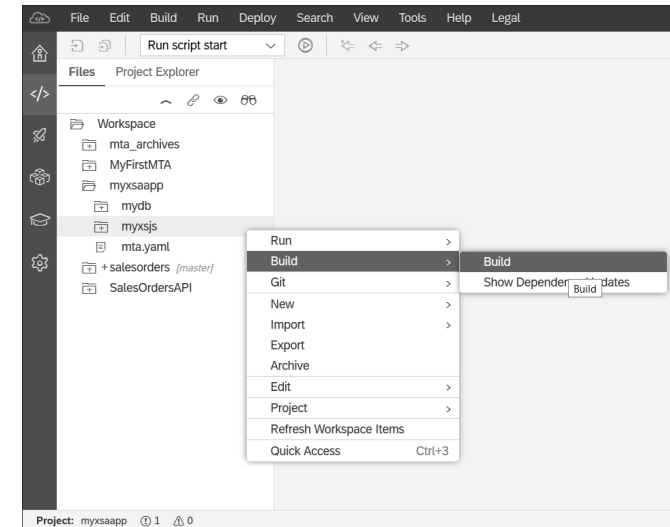 File Edit Build Run Deploy Search View Tools Help Legal
Run script start
Files Project Explorer
Workspace
mta_archives
MyFirstMTA
myxsaapp
mydb
myxsjs
mta.yaml
+salesorders [master]
SalesOrdersAPI
Run
Build
Git
New
Import
Export
Archive
Edit
Project
Refresh Workspace Items
Quick Access Ctrl+3
Build
Show Dependen dates
Build
Project: myxsaapp 1 0